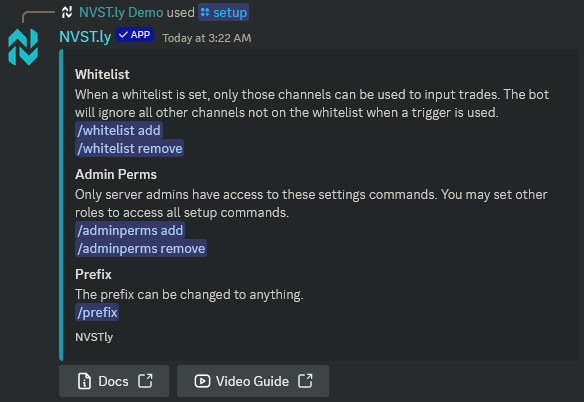 NVST.ly Demo used setup
NVST.ly ✓ APP Today at 3:22 AM
Whitelist
When a whitelist is set, only those channels can be used to input trades. The bot
will ignore all other channels not on the whitelist when a trigger is used.
/whitelist add
/whitelist remove
Admin Perms
Only server admins have access to these settings commands. You may set other
roles to access all setup commands.
/adminperms add
/adminperms remove
Prefix
The prefix can be changed to anything.
/prefix
NVSTly
Docs
Video Guide